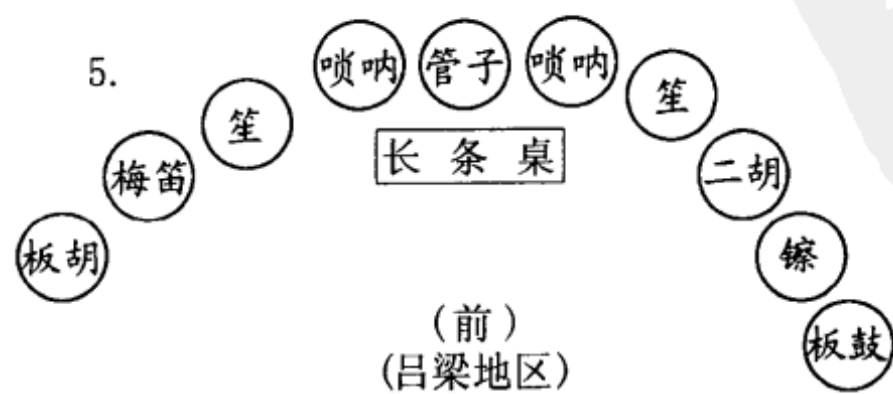 5.
唢呐 管子 唢呐
笙 笙
长条桌
梅笛 二胡
板胡 镲
板鼓
(前)
(吕梁地区)